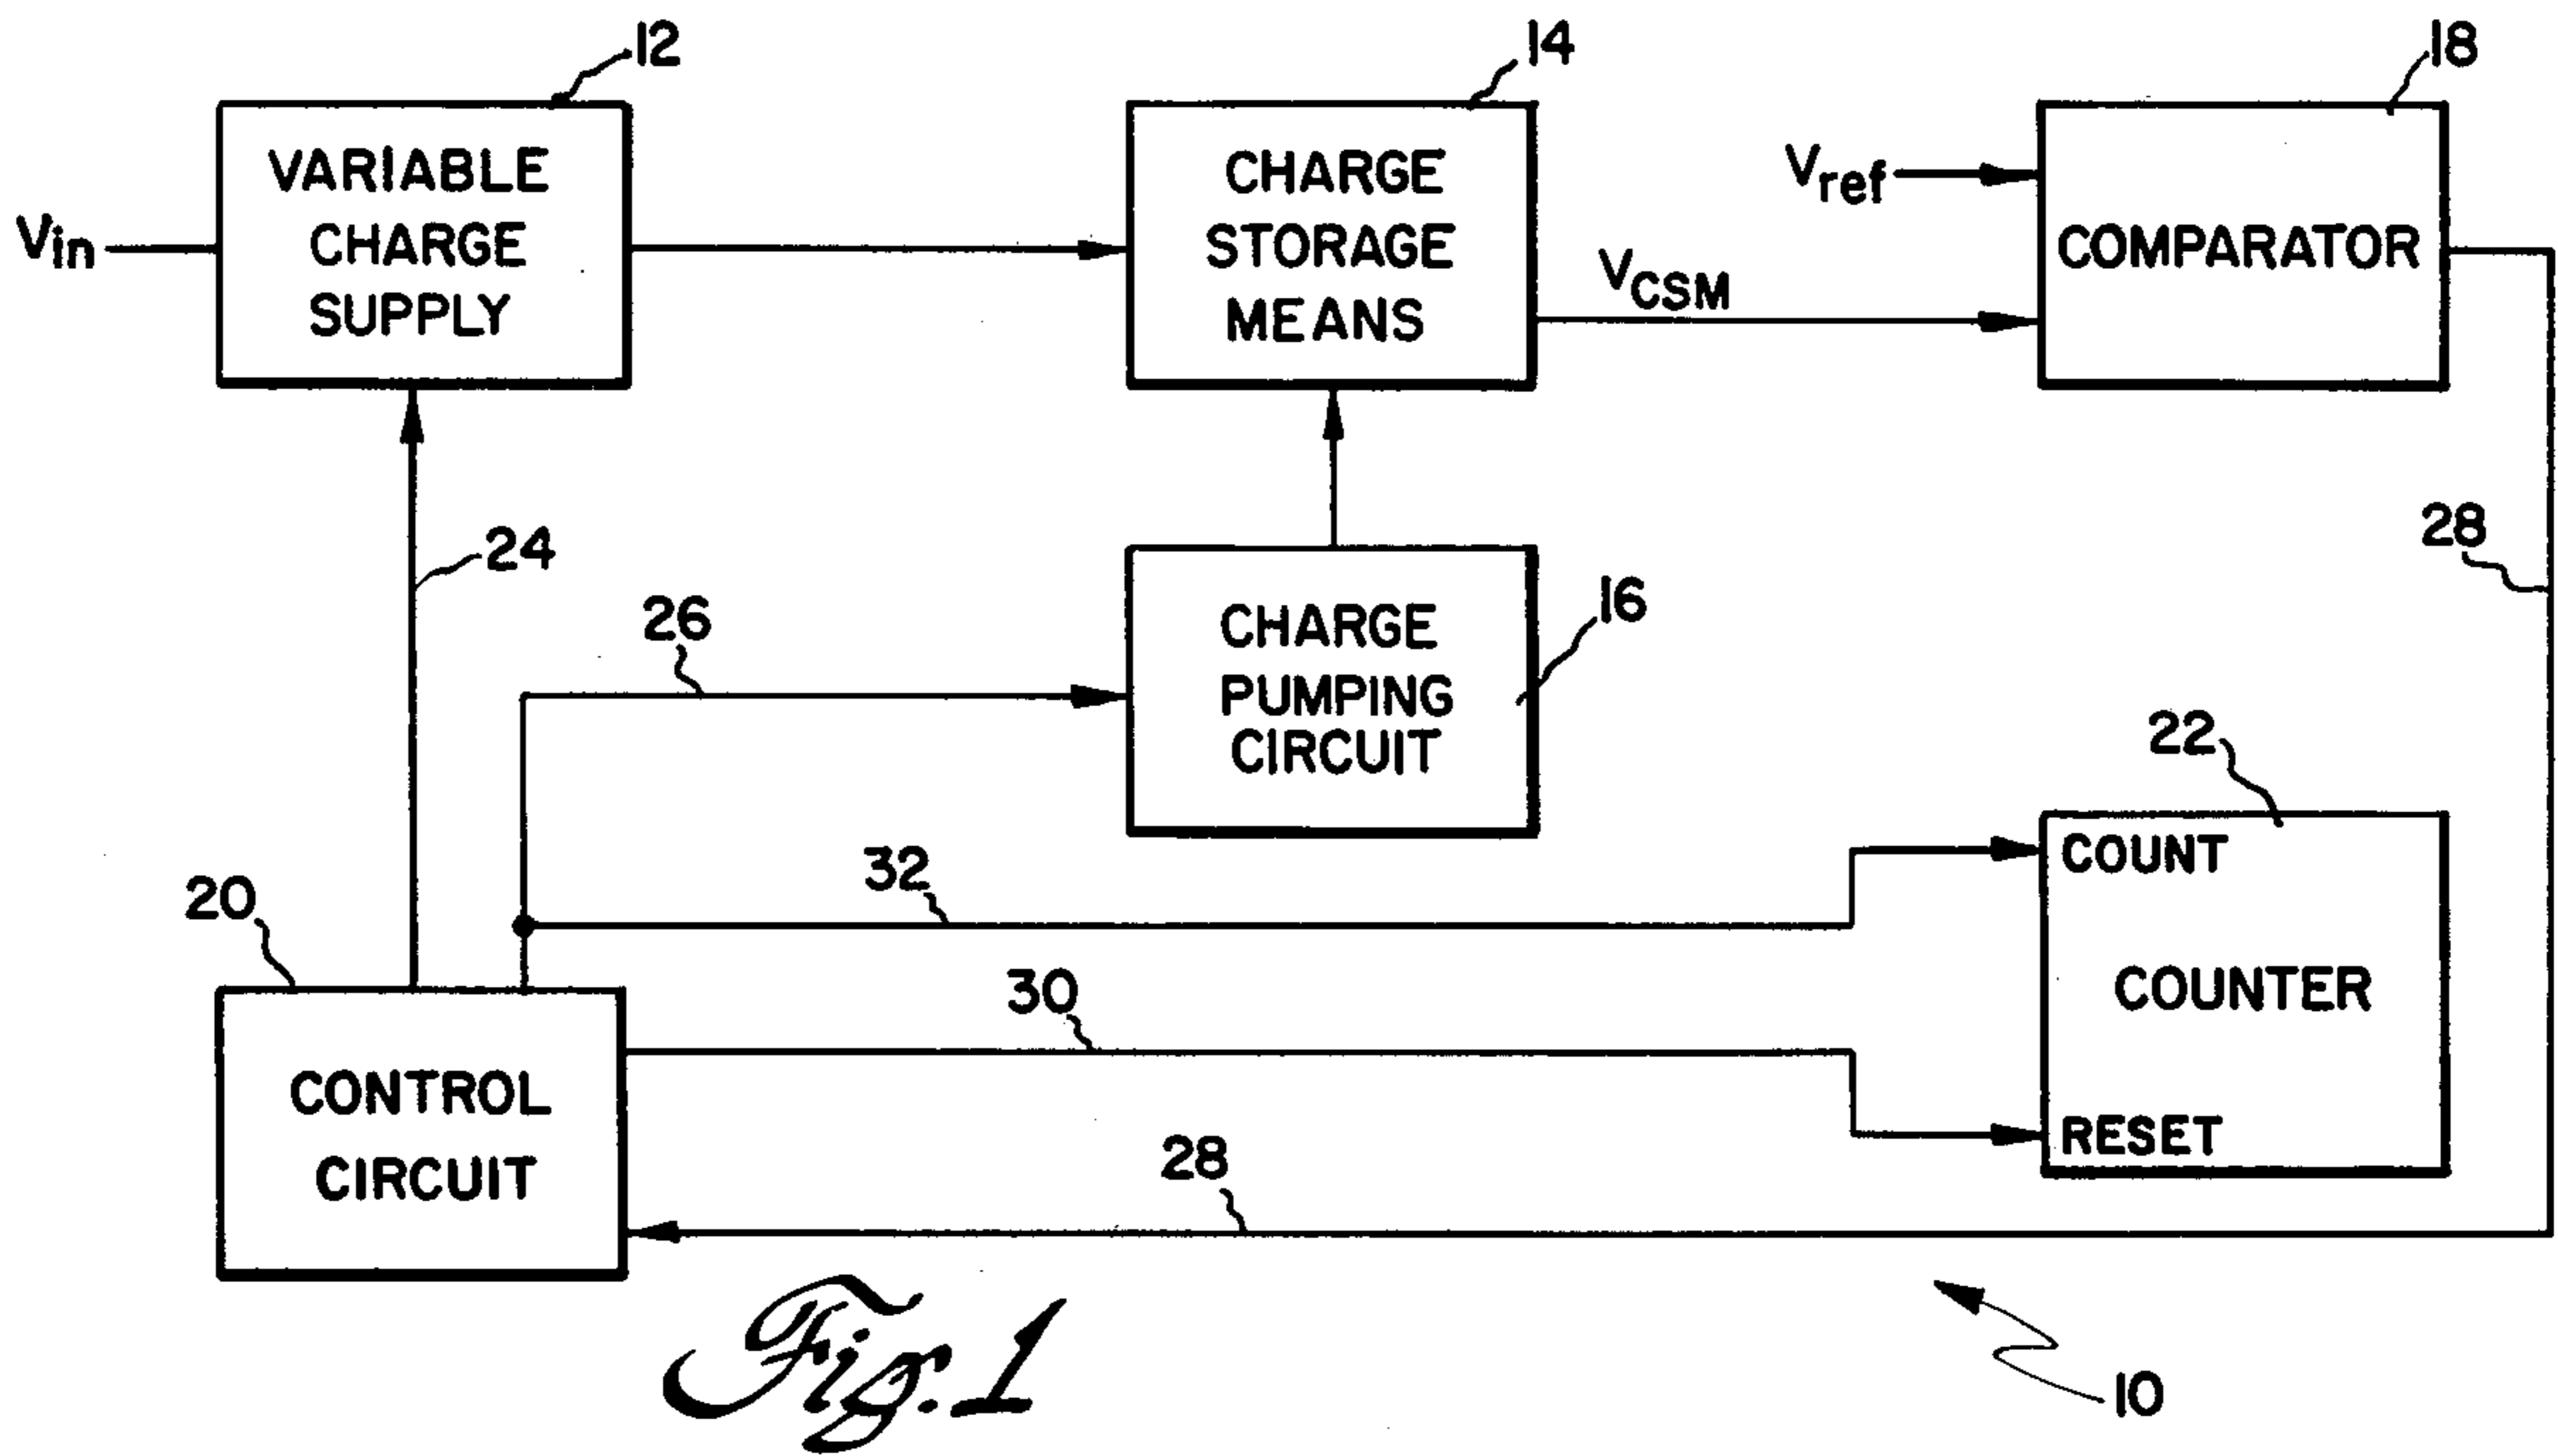 12
14
18
VARIABLE
CHARGE
SUPPLY
CHARGE
STORAGE
MEANS
Vref
COMPARATOR
Vin
VCSM
24
28
26
CHARGE
PUMPING
CIRCUIT
16
22
20
32
COUNT
COUNTER
RESET
30
CONTROL
CIRCUIT
28
Fig. 1
10